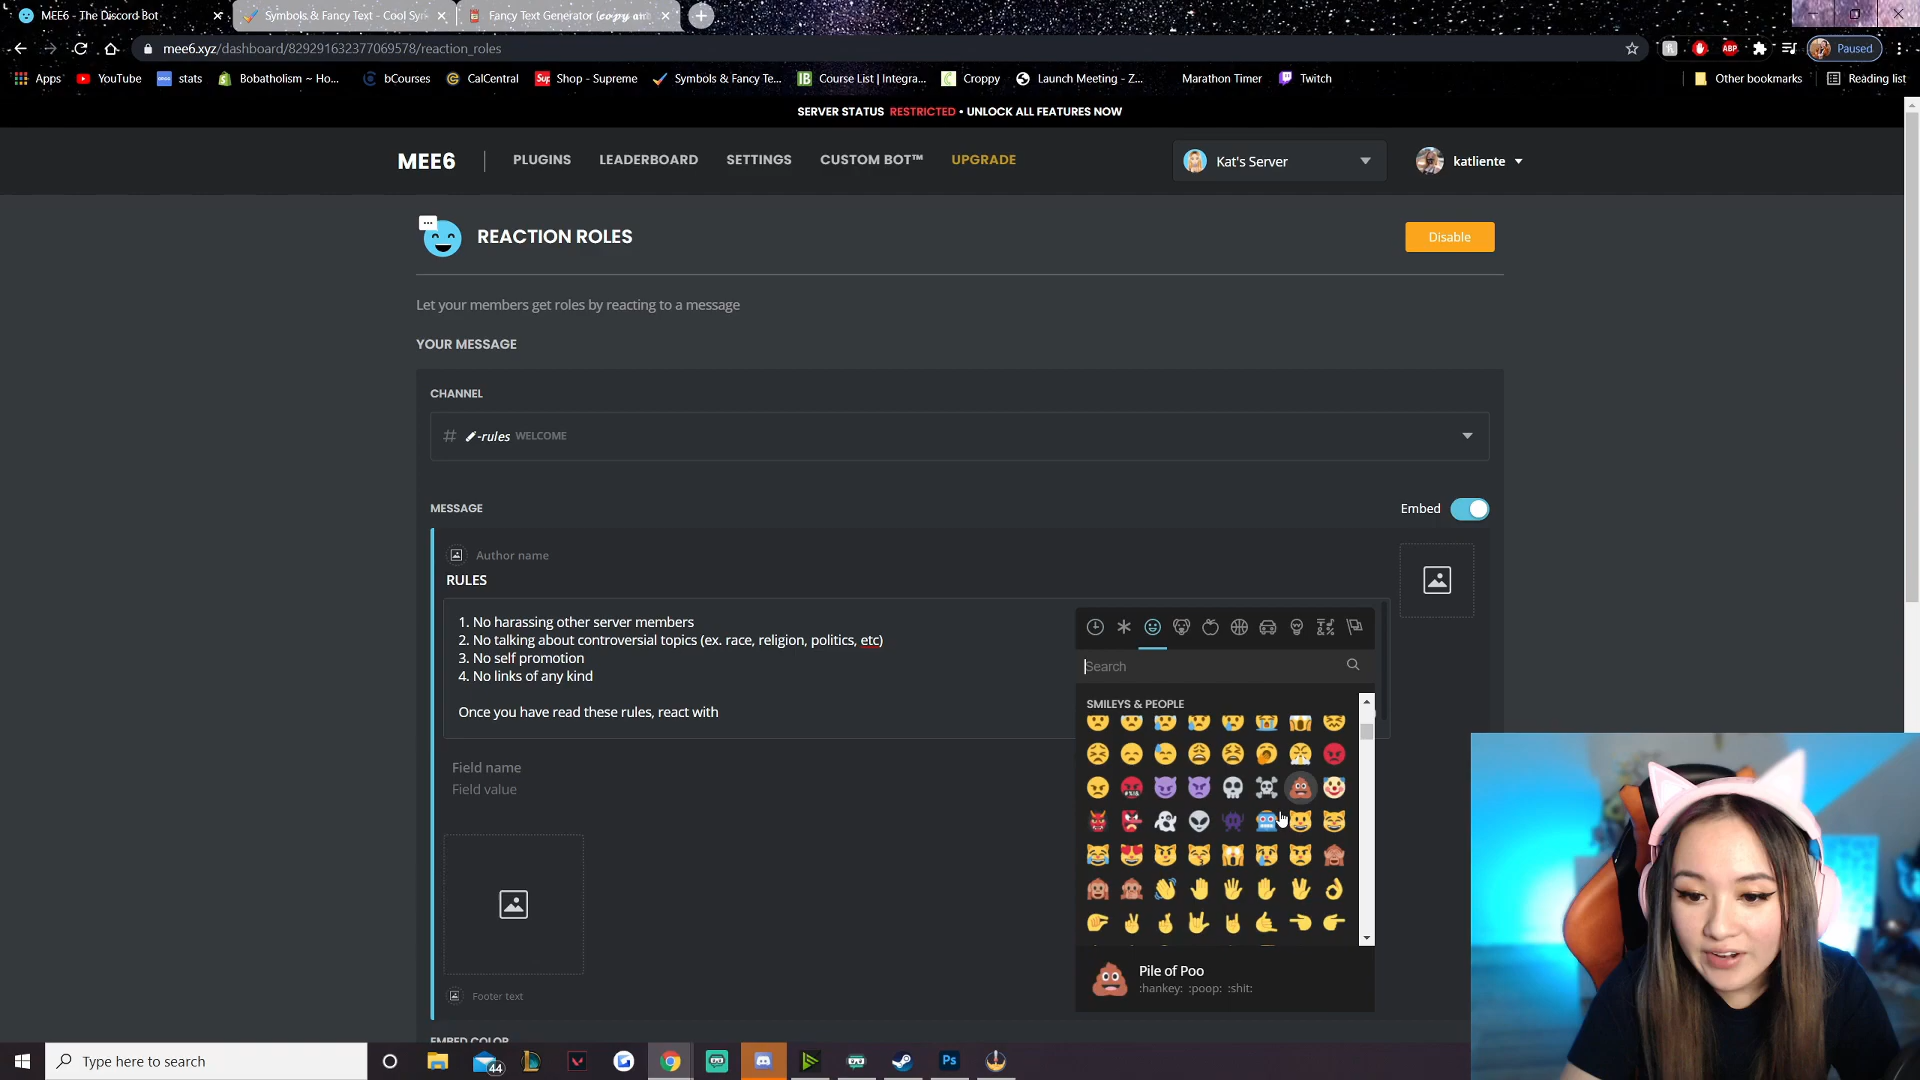 MEE6 - The Discord Bot
Symbols & Fancy Text - Cool Sy
Fancy Text Generator (𝓬𝓸𝓹𝔂 𝓪𝓷
mee6.xyz/dashboard/829291632377069578/reaction_roles
Paused
Apps
YouTube
stats
Bobatholism ~ Ho...
bCourses
CalCentral
Shop - Supreme
Symbols & Fancy Te...
Course List | Integra...
Croppy
Launch Meeting - Z...
Marathon Timer
Twitch
Other bookmarks
Reading list
SERVER STATUS RESTRICTED • UNLOCK ALL FEATURES NOW
MEE6
PLUGINS
LEADERBOARD
SETTINGS
CUSTOM BOT™
UPGRADE
Kat's Server
katliente
REACTION ROLES
Disable
Let your members get roles by reacting to a message
YOUR MESSAGE
CHANNEL
# -rules WELCOME
MESSAGE
Embed
Author name
RULES
1. No harassing other server members
2. No talking about controversial topics (ex. race, religion, politics, etc)
3. No self promotion
4. No links of any kind
Once you have read these rules, react with
Search
SMILEYS & PEOPLE
Field name
Field value
Pile of Poo
:hankey: :poop: :shit:
Footer text
EMBED COLOR
Type here to search
44
Ps